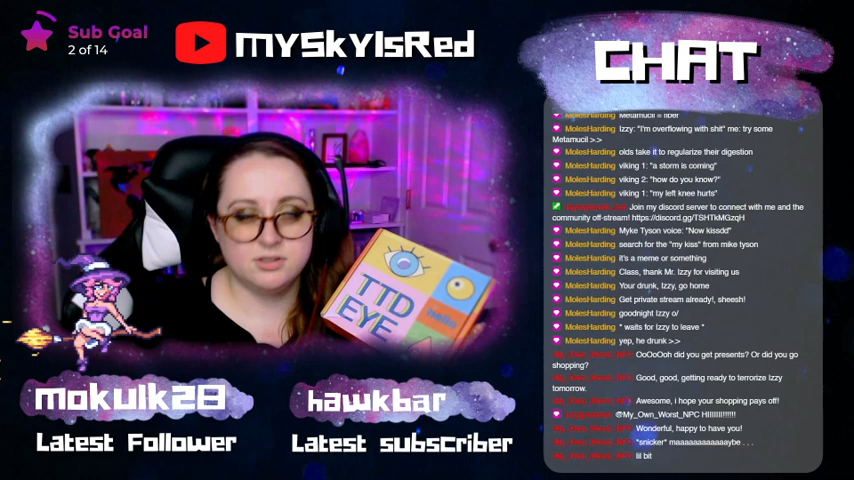 Sub Goal
2 of 14
MYSkyIsRed
CHAT
MolesHarding Metamucil = fiber
MolesHarding Izzy: "I'm overflowing with shit" me: try some
Metamucil >.>
MolesHarding olds take it to regularize their digestion
MolesHarding viking 1: "a storm is coming"
MolesHarding viking 2: "how do you know?"
MolesHarding viking 1: "my left knee hurts"
Join my discord server to connect with me and the
community off-stream! https://discord.gg/TSHTkMGzqH
MolesHarding Myke Tyson voice: "Now kissdd"
MolesHarding search for the "my kiss" from mike tyson
MolesHarding it's a meme or something
MolesHarding Class, thank Mr. Izzy for visiting us
MolesHarding Your drunk, Izzy, go home
MolesHarding Get private stream already!, sheesh!
MolesHarding goodnight Izzy o/
MolesHarding * waits for Izzy to leave *
MolesHarding yep, he drunk >>
My_Own_Worst_NPC OoOoOoh did you get presents? Or did you go
shopping?
My_Own_Worst_NPC Good, good, getting ready to terrorize Izzy
tomorrow.
My_Own_Worst_NPC Awesome, i hope your shopping pays off!
@My_Own_Worst_NPC HIIIIIII!!!!!!!
My_Own_Worst_NPC Wonderful, happy to have you!
My_Own_Worst_NPC *snicker* maaaaaaaaaaaaybe . . .
My_Own_Worst_NPC lil bit
TTD
EYE
hello
mokulk28
Latest Follower
hawkbar
Latest subscriber